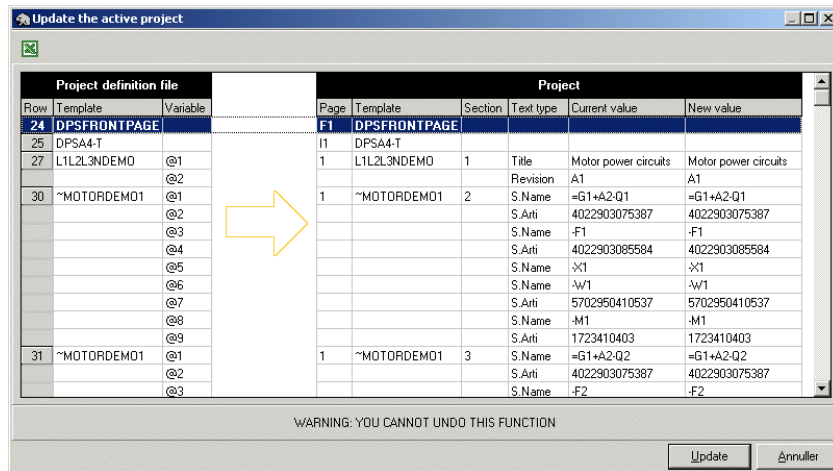 Update the active project
Project definition file Project
Row Template Variable Page Template Section Text type Current value New value
24 DPSFRONTPAGE F1 DPSFRONTPAGE
25 DPSA4-T I1 DPSA4-T
27 L1L2L3NDEMO @1 1 L1L2L3NDEMO 1 Title Motor power circuits Motor power circuits
@2 Revision A1 A1
30 ~MOTORDEMO1 @1 1 ~MOTORDEMO1 2 S.Name =G1+A2-Q1 =G1+A2-Q1
@2 S.Arti 4022903075387 4022903075387
@3 S.Name -F1 -F1
@4 S.Arti 4022903085584 4022903085584
@5 S.Name -X1 -X1
@6 S.Name -W1 -W1
@7 S.Arti 5702950410537 5702950410537
@8 S.Name -M1 -M1
@9 S.Arti 1723410403 1723410403
31 ~MOTORDEMO1 @1 1 ~MOTORDEMO1 3 S.Name =G1+A2-Q2 =G1+A2-Q2
@2 S.Arti 4022903075387 4022903075387
@3 S.Name -F2 -F2
WARNING: YOU CANNOT UNDO THIS FUNCTION
Update Annuller